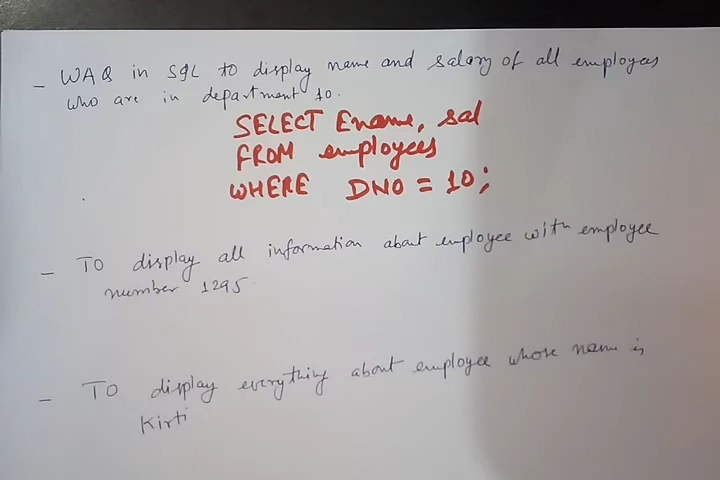 - WAQ in SQL to display name and salary of all employees
who are in department 10.
SELECT Ename, sal
FROM employees
WHERE DNO = 10;
- TO display all information about employee with employee
number 1295.
- TO display everything about employee whose name is
Kirti